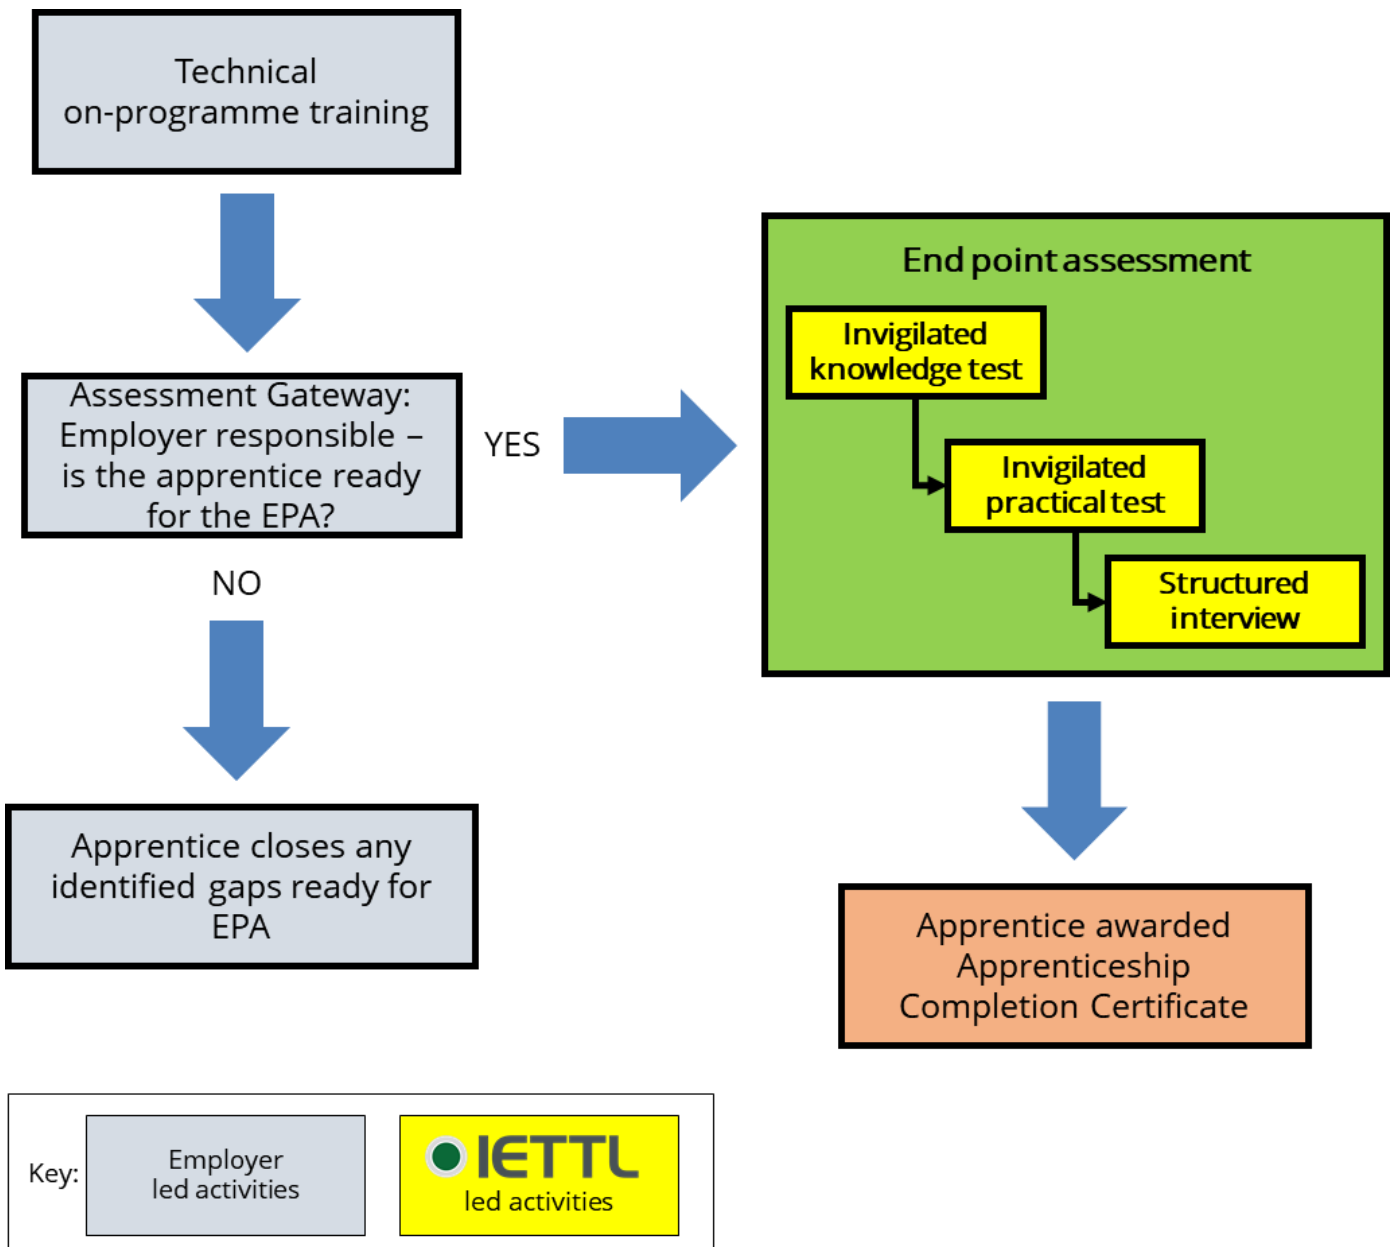 Technical
on-programme training
Assessment Gateway:
Employer responsible –
is the apprentice ready
for the EPA?
YES
NO
Apprentice closes any
identified gaps ready for
EPA
End point assessment
Invigilated
knowledge test
Invigilated
practical test
Structured
interview
Apprentice awarded
Apprenticeship
Completion Certificate
Key:
Employer
led activities
IETTL
led activities